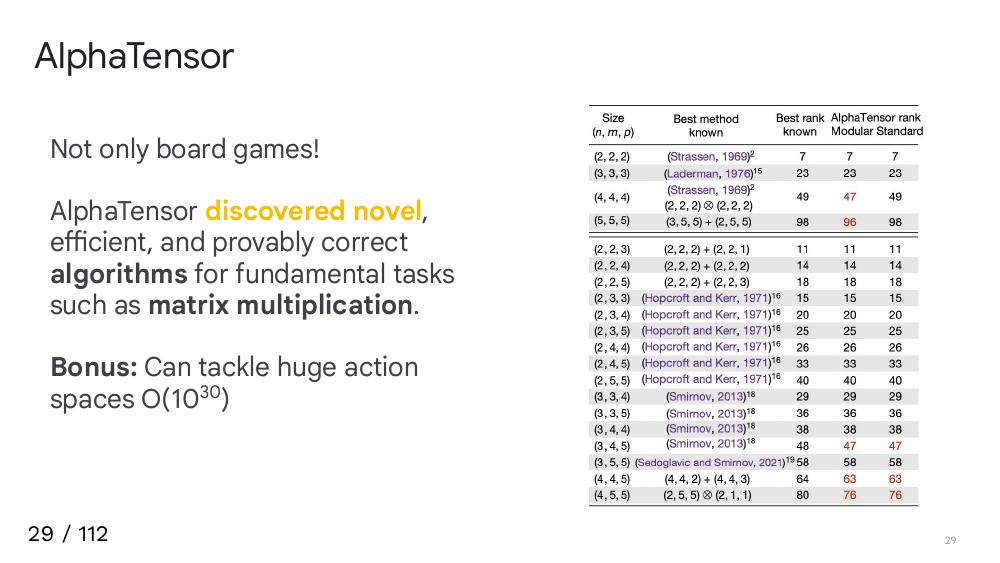 AlphaTensor
Not only board games!
AlphaTensor discovered novel,
efficient, and provably correct
algorithms for fundamental tasks
such as matrix multiplication.
Bonus: Can tackle huge action
spaces O(10³⁰)
Size Best method Best rank AlphaTensor rank
(n, m, p) known known Modular Standard
(2, 2, 2) (Strassen, 1969)² 7 7 7
(3, 3, 3) (Laderman, 1976)¹⁵ 23 23 23
(4, 4, 4) (Strassen, 1969)² 49 47 49
(2, 2, 2) ⊗ (2, 2, 2)
(5, 5, 5) (3, 5, 5) + (2, 5, 5) 98 96 98
(2, 2, 3) (2, 2, 2) + (2, 2, 1) 11 11 11
(2, 2, 4) (2, 2, 2) + (2, 2, 2) 14 14 14
(2, 2, 5) (2, 2, 2) + (2, 2, 3) 18 18 18
(2, 3, 3) (Hopcroft and Kerr, 1971)¹⁶ 15 15 15
(2, 3, 4) (Hopcroft and Kerr, 1971)¹⁶ 20 20 20
(2, 3, 5) (Hopcroft and Kerr, 1971)¹⁶ 25 25 25
(2, 4, 4) (Hopcroft and Kerr, 1971)¹⁶ 26 26 26
(2, 4, 5) (Hopcroft and Kerr, 1971)¹⁶ 33 33 33
(2, 5, 5) (Hopcroft and Kerr, 1971)¹⁶ 40 40 40
(3, 3, 4) (Smirnov, 2013)¹⁸ 29 29 29
(3, 3, 5) (Smirnov, 2013)¹⁸ 36 36 36
(3, 4, 4) (Smirnov, 2013)¹⁸ 38 38 38
(3, 4, 5) (Smirnov, 2013)¹⁸ 48 47 47
(3, 5, 5) (Sedoglavic and Smirnov, 2021)¹⁹ 58 58 58
(4, 4, 5) (4, 4, 2) + (4, 4, 3) 64 63 63
(4, 5, 5) (2, 5, 5) ⊗ (2, 1, 1) 80 76 76
29 / 112
29